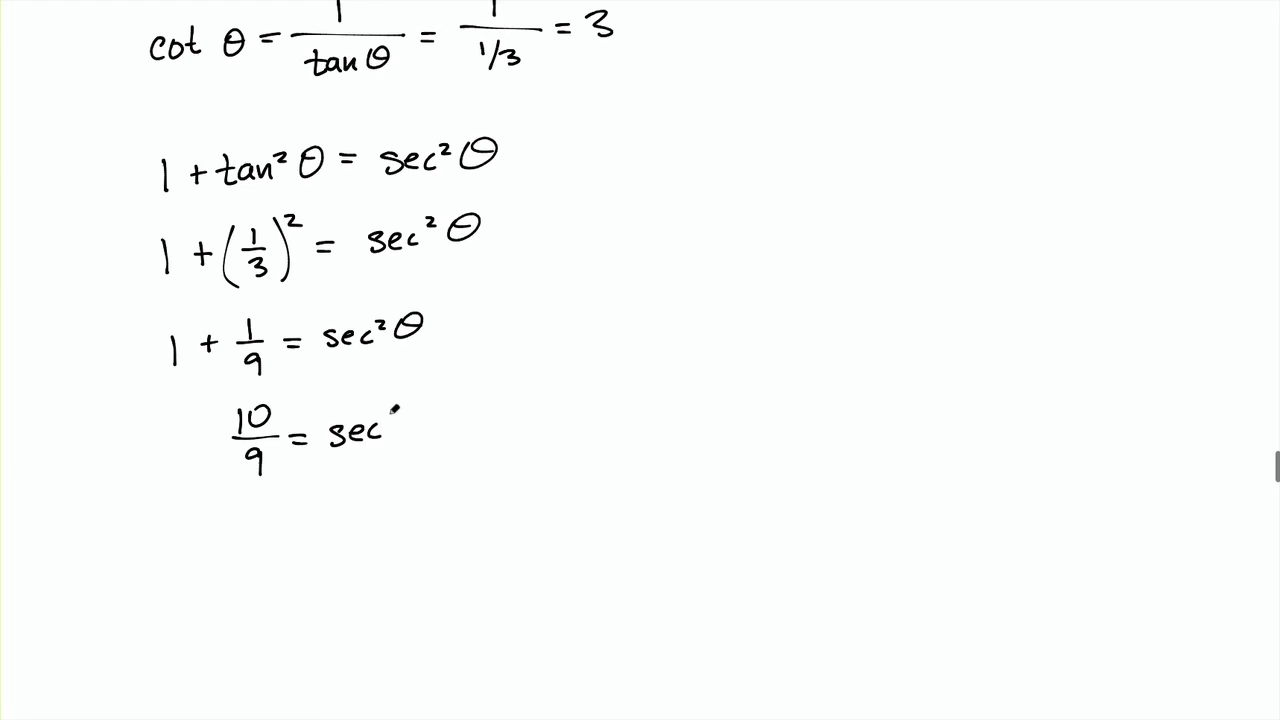 cot θ = 1/tan θ = 1/1/3 = 3
1 + tan² θ = sec² θ
1 + (1/3)² = sec² θ
1 + 1/9 = sec² θ
10/9 = sec